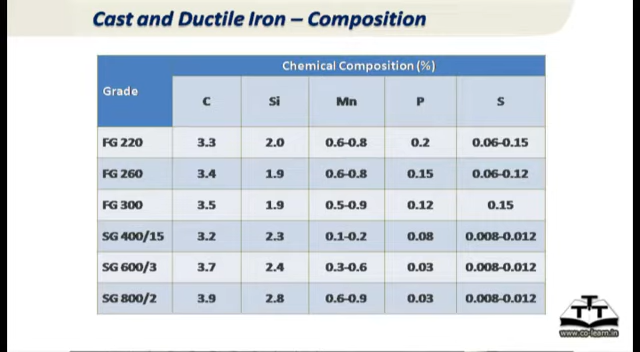 Cast and Ductile Iron – Composition
Grade
Chemical Composition (%)
C Si Mn P S
FG 220 3.3 2.0 0.6-0.8 0.2 0.06-0.15
FG 260 3.4 1.9 0.6-0.8 0.15 0.06-0.12
FG 300 3.5 1.9 0.5-0.9 0.12 0.15
SG 400/15 3.2 2.3 0.1-0.2 0.08 0.008-0.012
SG 600/3 3.7 2.4 0.3-0.6 0.03 0.008-0.012
SG 800/2 3.9 2.8 0.6-0.9 0.03 0.008-0.012
TTT
www.co-learn.in